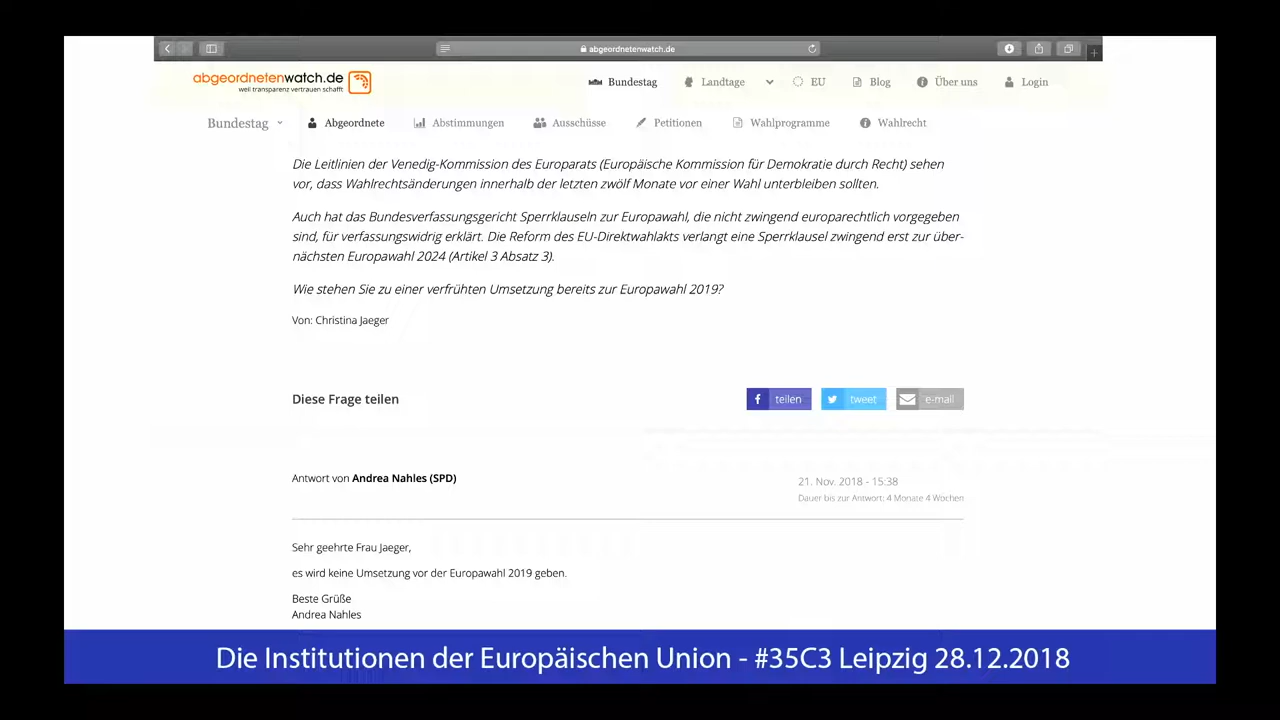 abgeordnetenwatch.de
abgeordnetenwatch.de
weil transparenz vertrauen schafft
Bundestag Landtage EU Blog Über uns Login
Bundestag Abgeordnete Abstimmungen Ausschüsse Petitionen Wahlprogramme Wahlrecht
Die Leitlinien der Venedig-Kommission des Europarats (Europäische Kommission für Demokratie durch Recht) sehen
vor, dass Wahlrechtsänderungen innerhalb der letzten zwölf Monate vor einer Wahl unterbleiben sollten.
Auch hat das Bundesverfassungsgericht Sperrklauseln zur Europawahl, die nicht zwingend europarechtlich vorgegeben
sind, für verfassungswidrig erklärt. Die Reform des EU-Direktwahlakts verlangt eine Sperrklausel zwingend erst zur über-
nächsten Europawahl 2024 (Artikel 3 Absatz 3).
Wie stehen Sie zu einer verfrühten Umsetzung bereits zur Europawahl 2019?
Von: Christina Jaeger
Diese Frage teilen
teilen tweet e-mail
Antwort von Andrea Nahles (SPD)
21. Nov. 2018 - 15:38
Dauer bis zur Antwort: 4 Monate 4 Wochen
Sehr geehrte Frau Jaeger,
es wird keine Umsetzung vor der Europawahl 2019 geben.
Beste Grüße
Andrea Nahles
Die Institutionen der Europäischen Union - #35C3 Leipzig 28.12.2018